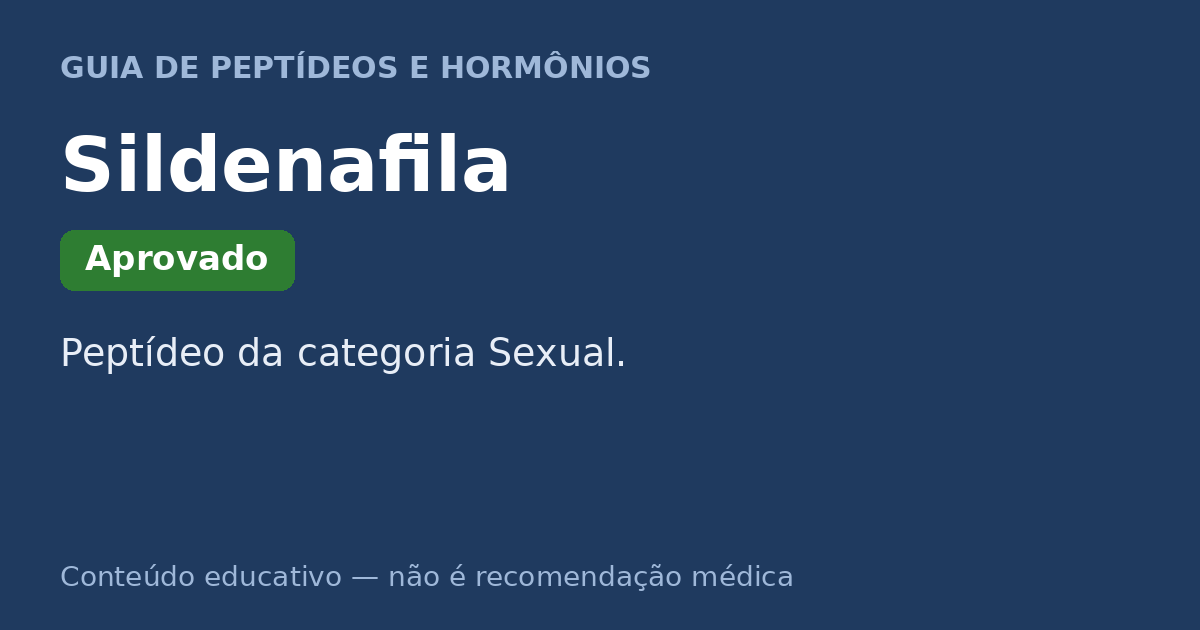 GUIA DE PEPTÍDEOS E HORMÔNIOS
Sildenafila
Aprovado
Peptídeo da categoria Sexual.
Conteúdo educativo — não é recomendação médica